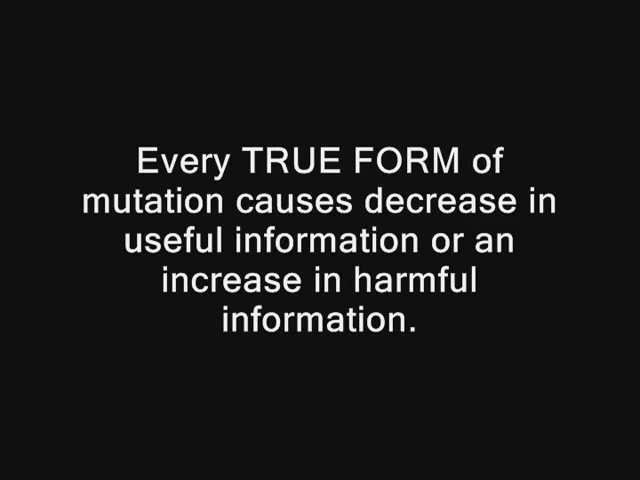 Every TRUE FORM of
mutation causes decrease in
useful information or an
increase in harmful
information.